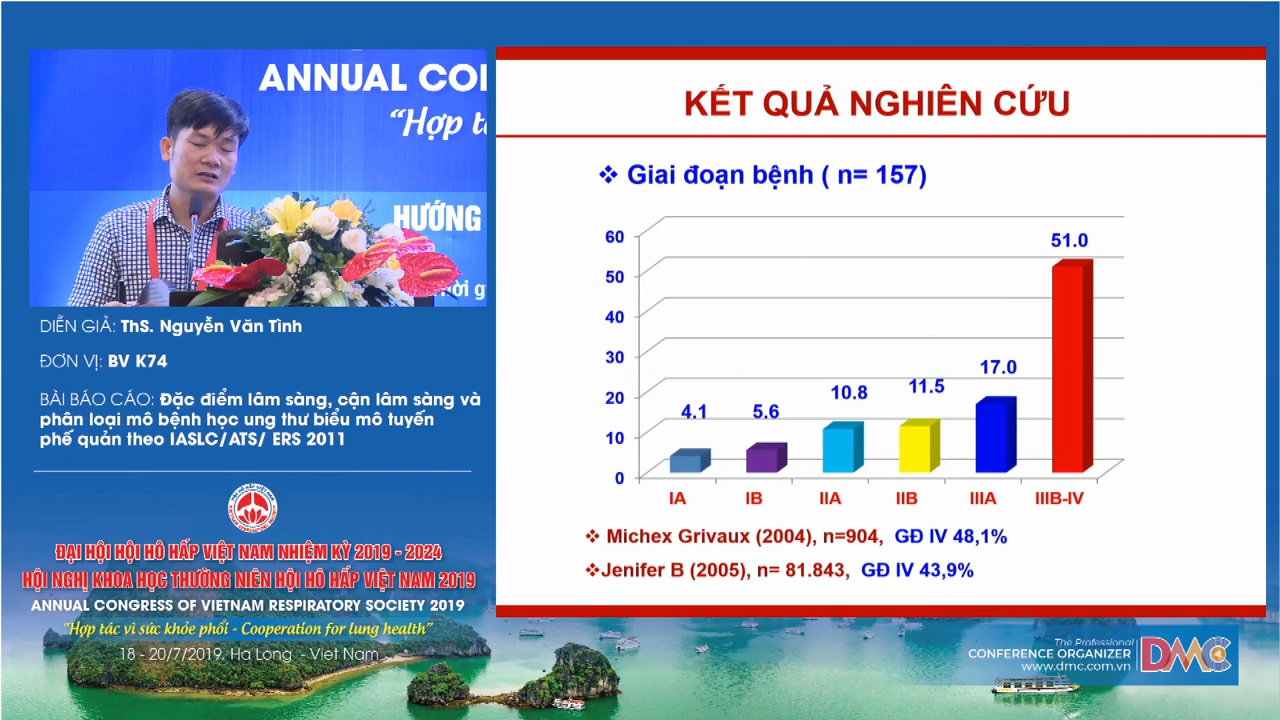 ANNUAL CO
“Hợp t
HƯỚNG
DIỄN GIẢ: ThS. Nguyễn Văn Tình
ĐƠN VỊ: BV K74
BÀI BÁO CÁO: Đặc điểm lâm sàng, cận lâm sàng và
phân loại mô bệnh học ung thư biểu mô tuyến
phế quản theo IASLC/ATS/ ERS 2011
ĐẠI HỘI HỘI HÔ HẤP VIỆT NAM NHIỆM KỲ 2019 - 2024
HỘI NGHỊ KHOA HỌC THƯỜNG NIÊN HỘI HÔ HẤP VIỆT NAM 2019
ANNUAL CONGRESS OF VIETNAM RESPIRATORY SOCIETY 2019
“Hợp tác vì sức khỏe phổi - Cooperation for lung health”
18 - 20/7/2019. Ha Long - Viet Nam
KẾT QUẢ NGHIÊN CỨU
❖ Giai đoạn bệnh ( n= 157)
60
50
40
30
20
10
0
4.1
5.6
10.8
11.5
17.0
51.0
IA IB IIA IIB IIIA IIIB-IV
❖ Michex Grivaux (2004), n=904, GĐ IV 48,1%
❖Jenifer B (2005), n= 81.843, GĐ IV 43,9%
The Professional
CONFERENCE ORGANIZER
www.dmc.com.vn
DMC